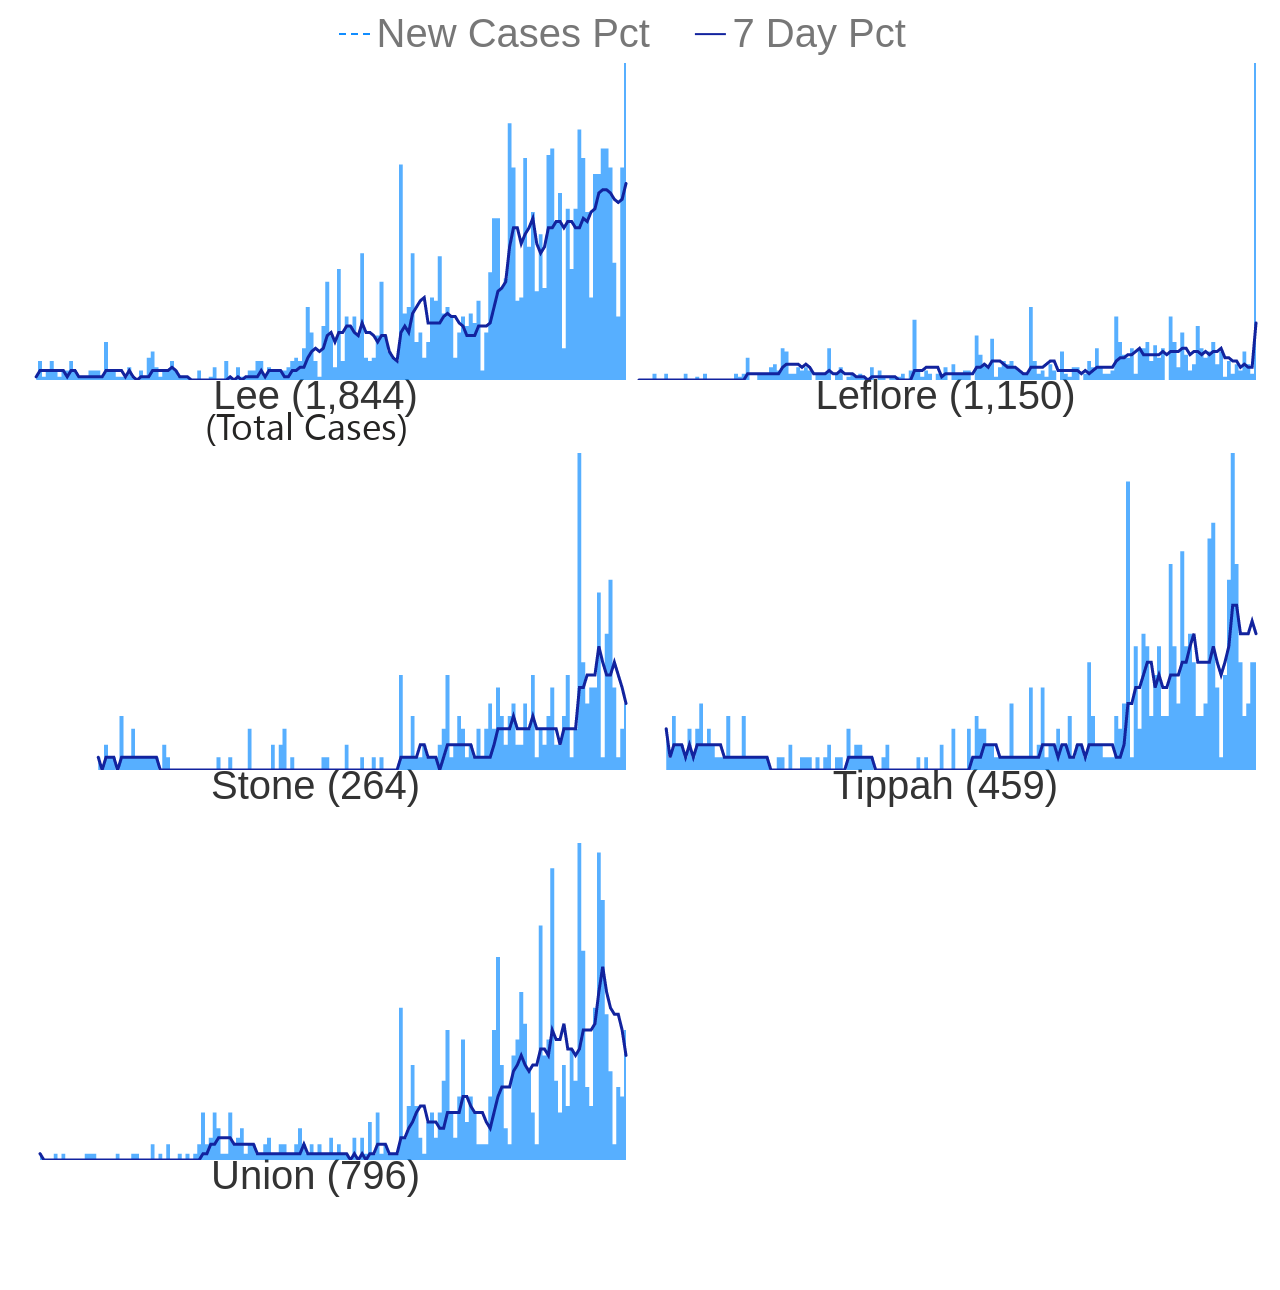 New Cases Pct 7 Day Pct
Lee (1,844) Leflore (1,150)
(Total Cases)
Stone (264) Tippah (459)
Union (796)